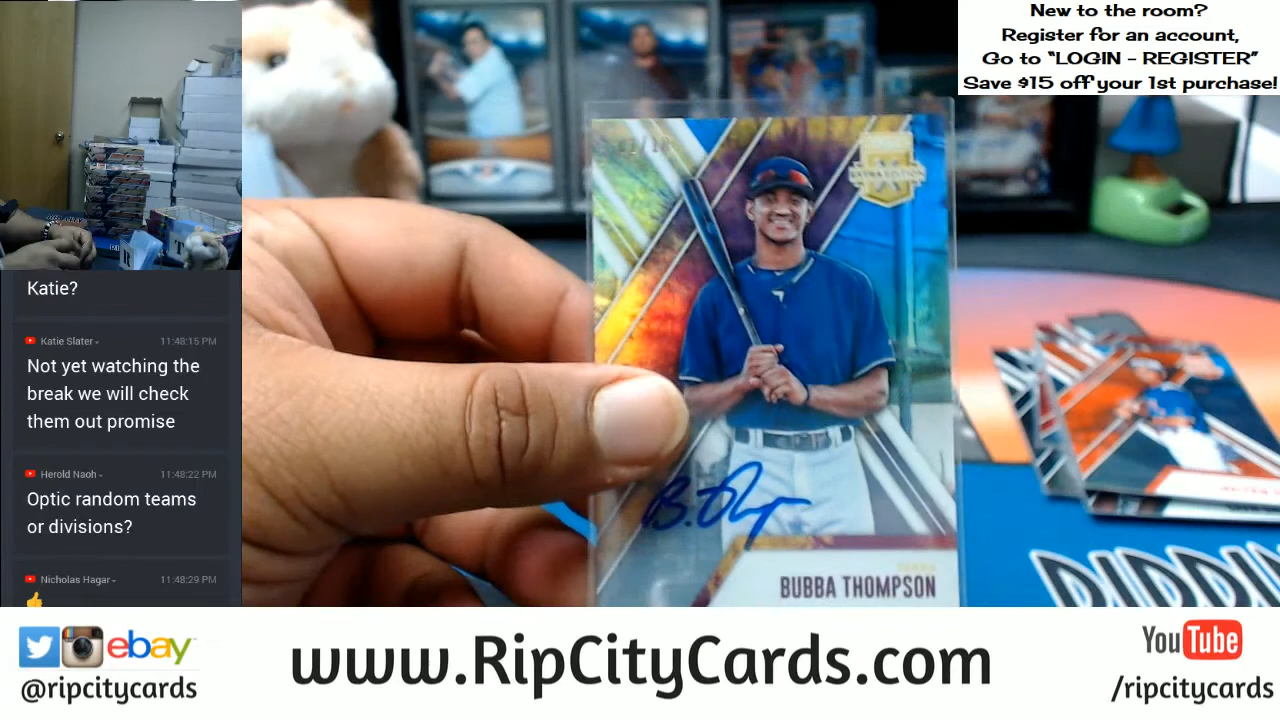 New to the room?
Register for an account,
Go to “LOGIN - REGISTER”
Save $15 off your 1st purchase!
EXTRA EDITION
Katie?
Katie Slater 11:48:15 PM
Not yet watching the
break we will check
them out promise
Herold Naoh 11:48:22 PM
Optic random teams
or divisions?
Nicholas Hagar 11:48:29 PM
BUBBA THOMPSON
ebay
@ripcitycards
www.RipCityCards.com
YouTube
/ripcitycards